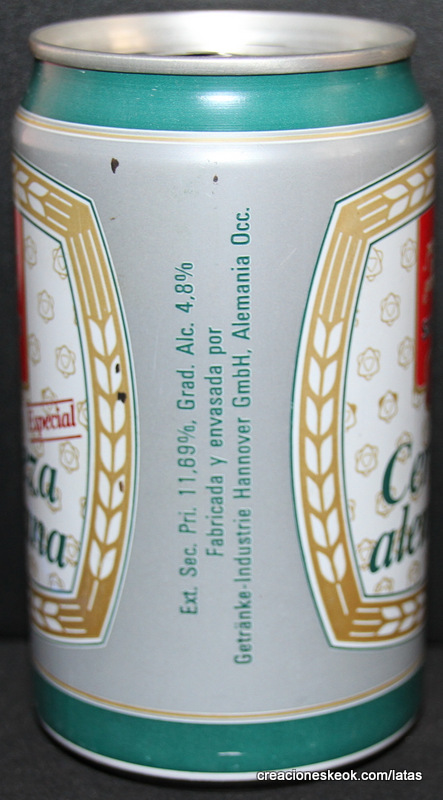 Ext. Sec. Pri. 11,69%, Grad. Alc. 4,8%
Fabricada y envasada por
Getränke-Industrie Hannover GmbH, Alemania Occ.
Especial
creacioneskeok.com/latas